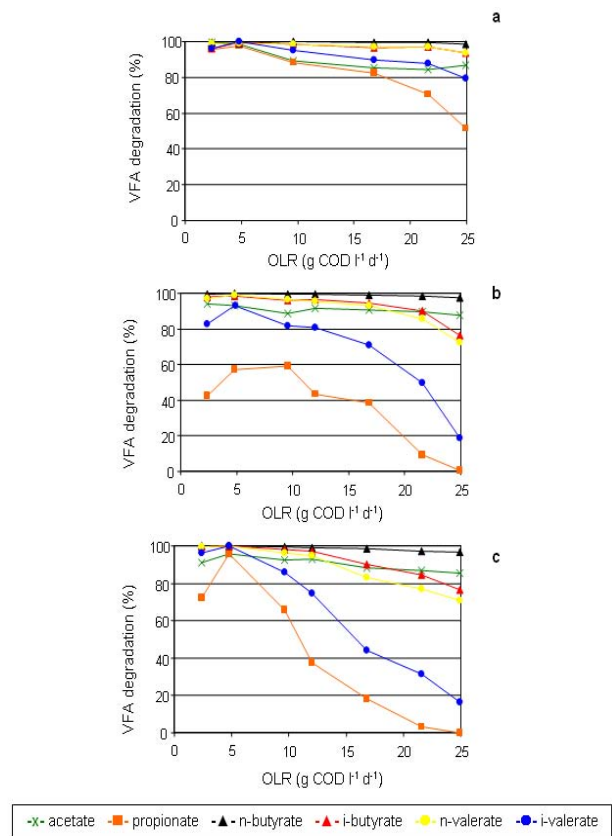 a
VFA degradation (%)
100
80
60
40
20
0
0 5 10 15 20 25
OLR (g COD l⁻¹ d⁻¹)
b
VFA degradation (%)
100
80
60
40
20
0
0 5 10 15 20 25
OLR (g COD l⁻¹ d⁻¹)
c
VFA degradation (%)
100
80
60
40
20
0
0 5 10 15 20 25
OLR (g COD l⁻¹ d⁻¹)
acetate propionate n-butyrate i-butyrate n-valerate i-valerate